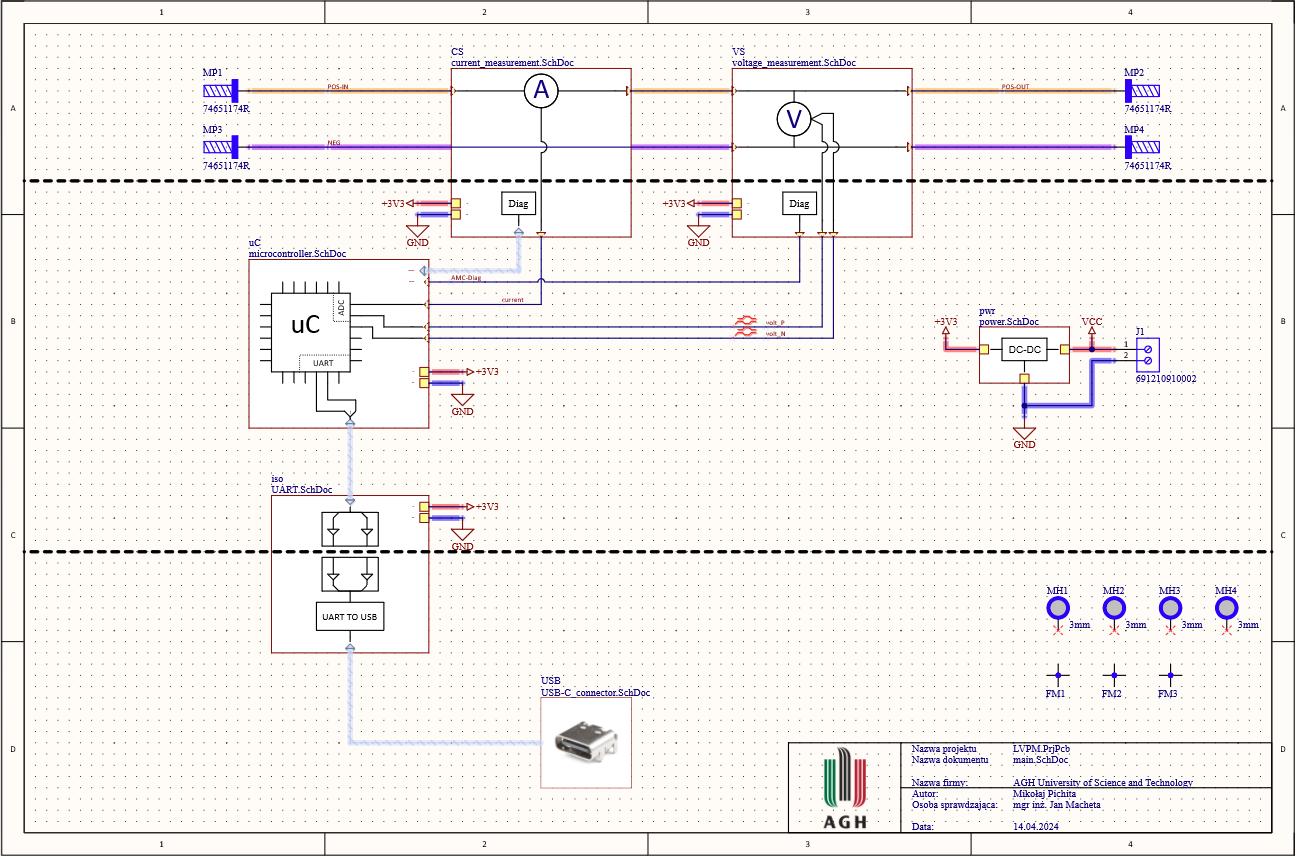 1 2 3 4
CS
current_measurement.SchDoc
VS
voltage_measurement.SchDoc
MP1
MP2
A
A
POS-IN
A
POS-OUT
74651174R
74651174R
V
MP3
MP4
NEG
74651174R
74651174R
+3V3
Diag
+3V3
Diag
GND
GND
uC
microcontroller.SchDoc
AMC-Diag
current
ADC
uC
volt_P
volt_N
UART
B
B
pwr
power.SchDoc
+3V3
VCC
J1
DC-DC
1
2
691210910002
GND
+3V3
GND
iso
UART.SchDoc
+3V3
GND
C
C
UART TO USB
MH1 MH2 MH3 MH4
3mm 3mm 3mm 3mm
FM1 FM2 FM3
USB
USB-C_connector.SchDoc
D
D
AGH
Nazwa projektu LVPM.PrjPcb
Nazwa dokumentu main.SchDoc
Nazwa firmy: AGH University of Science and Technology
Autor: Mikołaj Pichita
Osoba sprawdzająca: mgr inż. Jan Macheta
Data: 14.04.2024
1 2 3 4